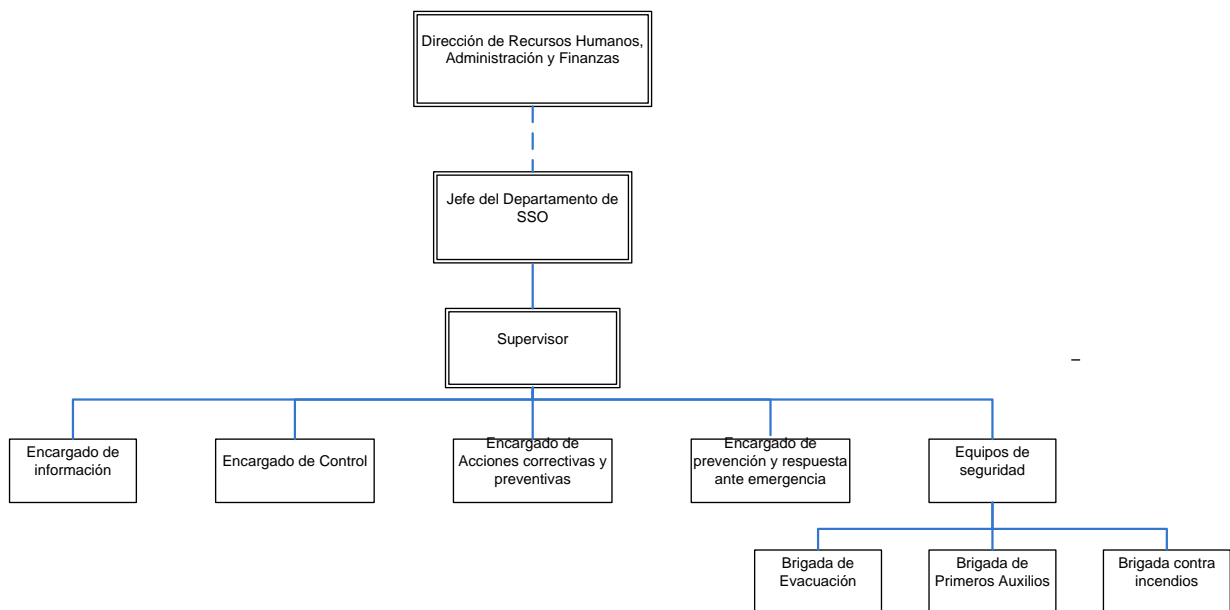 Dirección de Recursos Humanos,
Administración y Finanzas
Jefe del Departamento de
SSO
Supervisor
–
Encargado de
información
Encargado de Control
Encargado de
Acciones correctivas y
preventivas
Encargado de
prevención y respuesta
ante emergencia
Equipos de
seguridad
Brigada de
Evacuación
Brigada de
Primeros Auxilios
Brigada contra
incendios